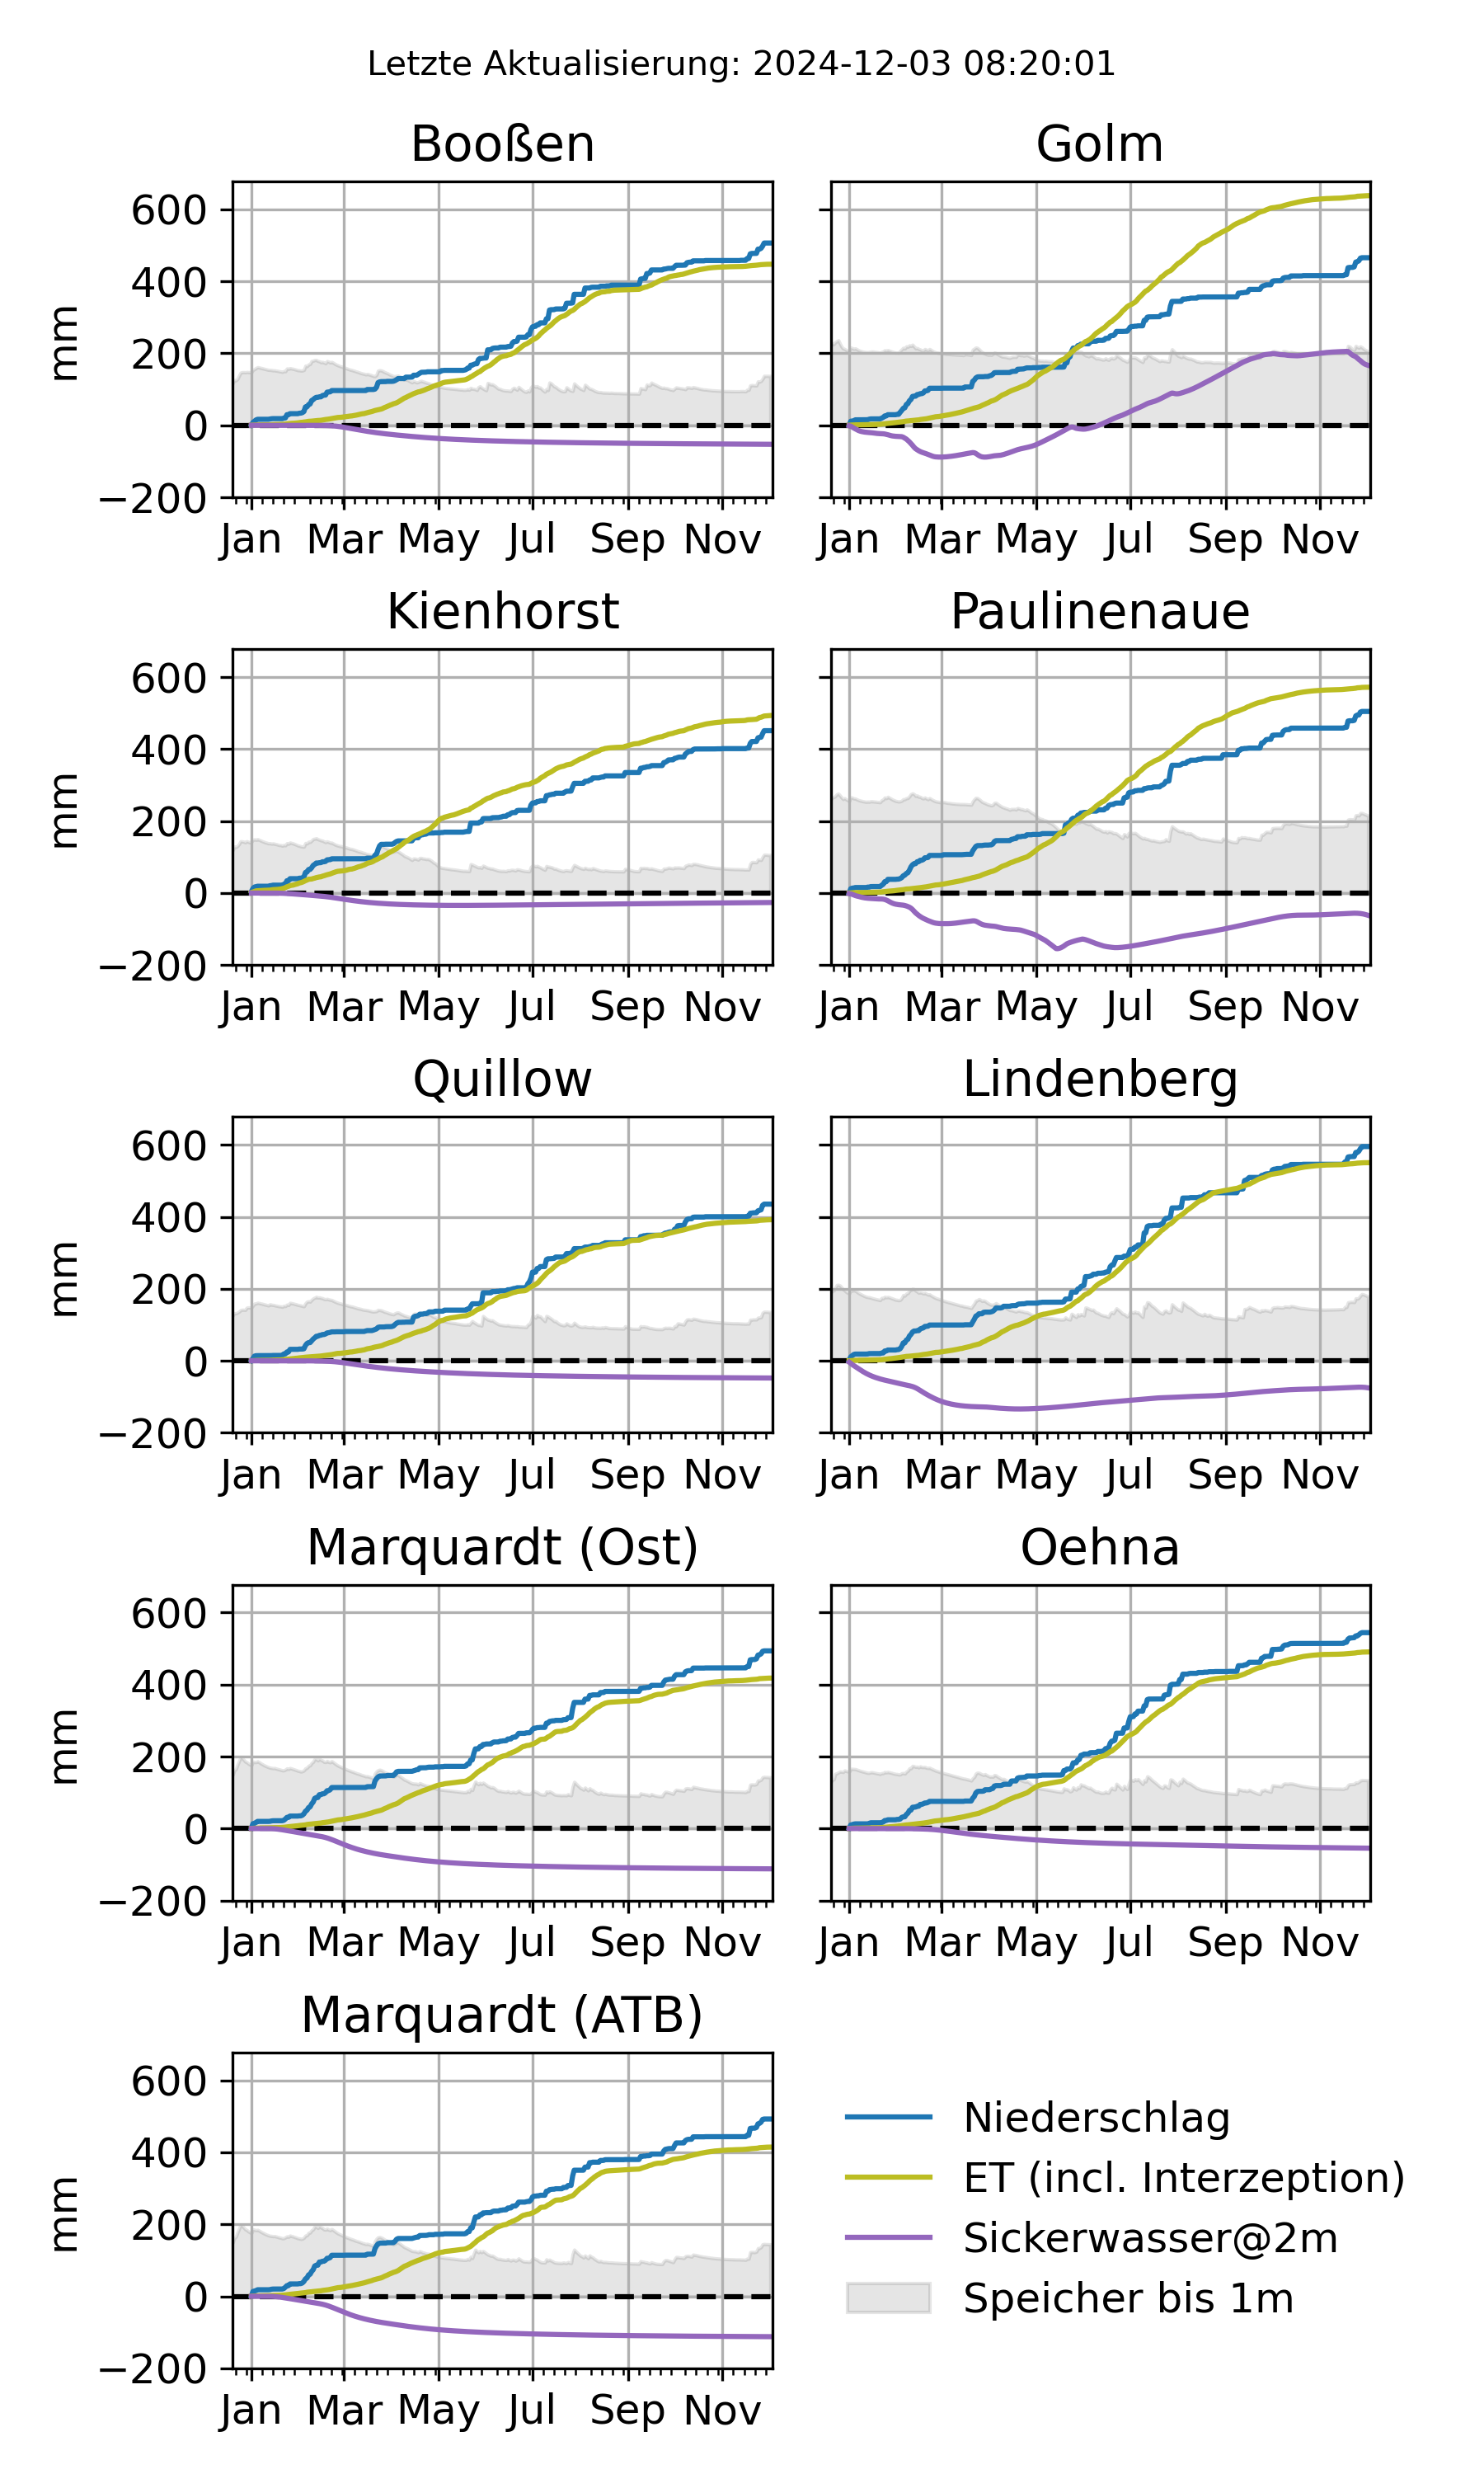 Letzte Aktualisierung: 2024-12-03 08:20:01
Booßen
Golm
600
400
200
0
−200
mm
Jan Mar May Jul Sep Nov
Jan Mar May Jul Sep Nov
Kienhorst
Paulinenaue
600
400
200
0
−200
mm
Jan Mar May Jul Sep Nov
Jan Mar May Jul Sep Nov
Quillow
Lindenberg
600
400
200
0
−200
mm
Jan Mar May Jul Sep Nov
Jan Mar May Jul Sep Nov
Marquardt (Ost)
Oehna
600
400
200
0
−200
mm
Jan Mar May Jul Sep Nov
Jan Mar May Jul Sep Nov
Marquardt (ATB)
600
400
200
0
−200
mm
Jan Mar May Jul Sep Nov
Niederschlag
ET (incl. Interzeption)
Sickerwasser@2m
Speicher bis 1m